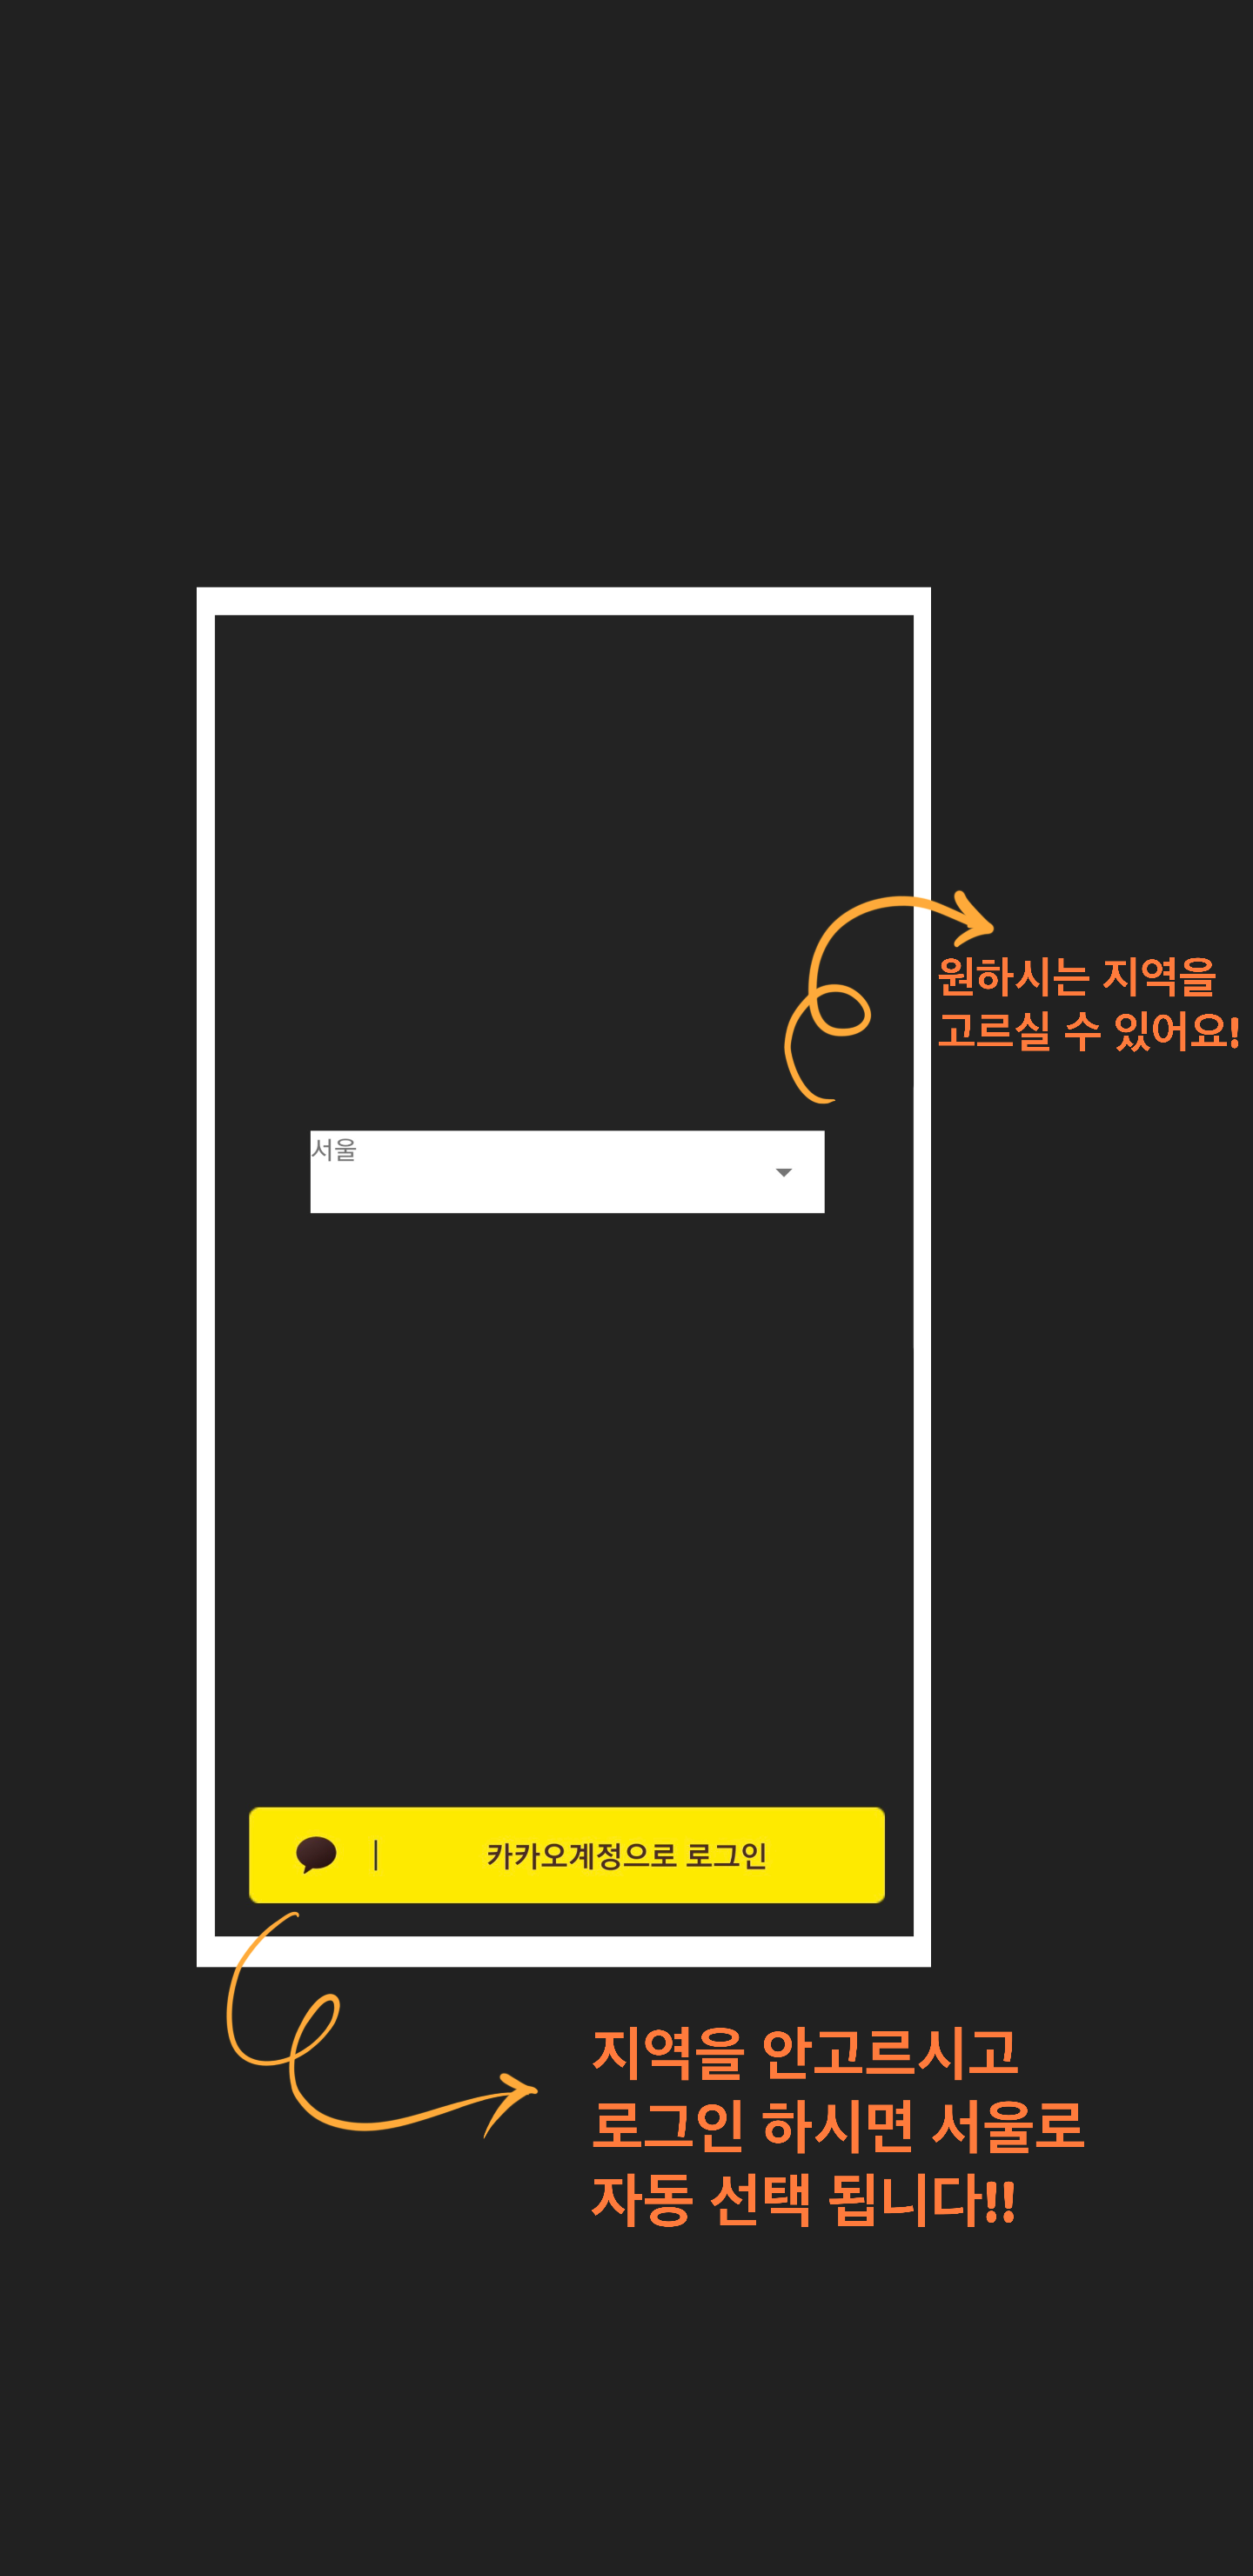 원하시는 지역을
고르실 수 있어요!
서울
카카오계정으로 로그인
지역을 안고르시고
로그인 하시면 서울로
자동 선택 됩니다!!